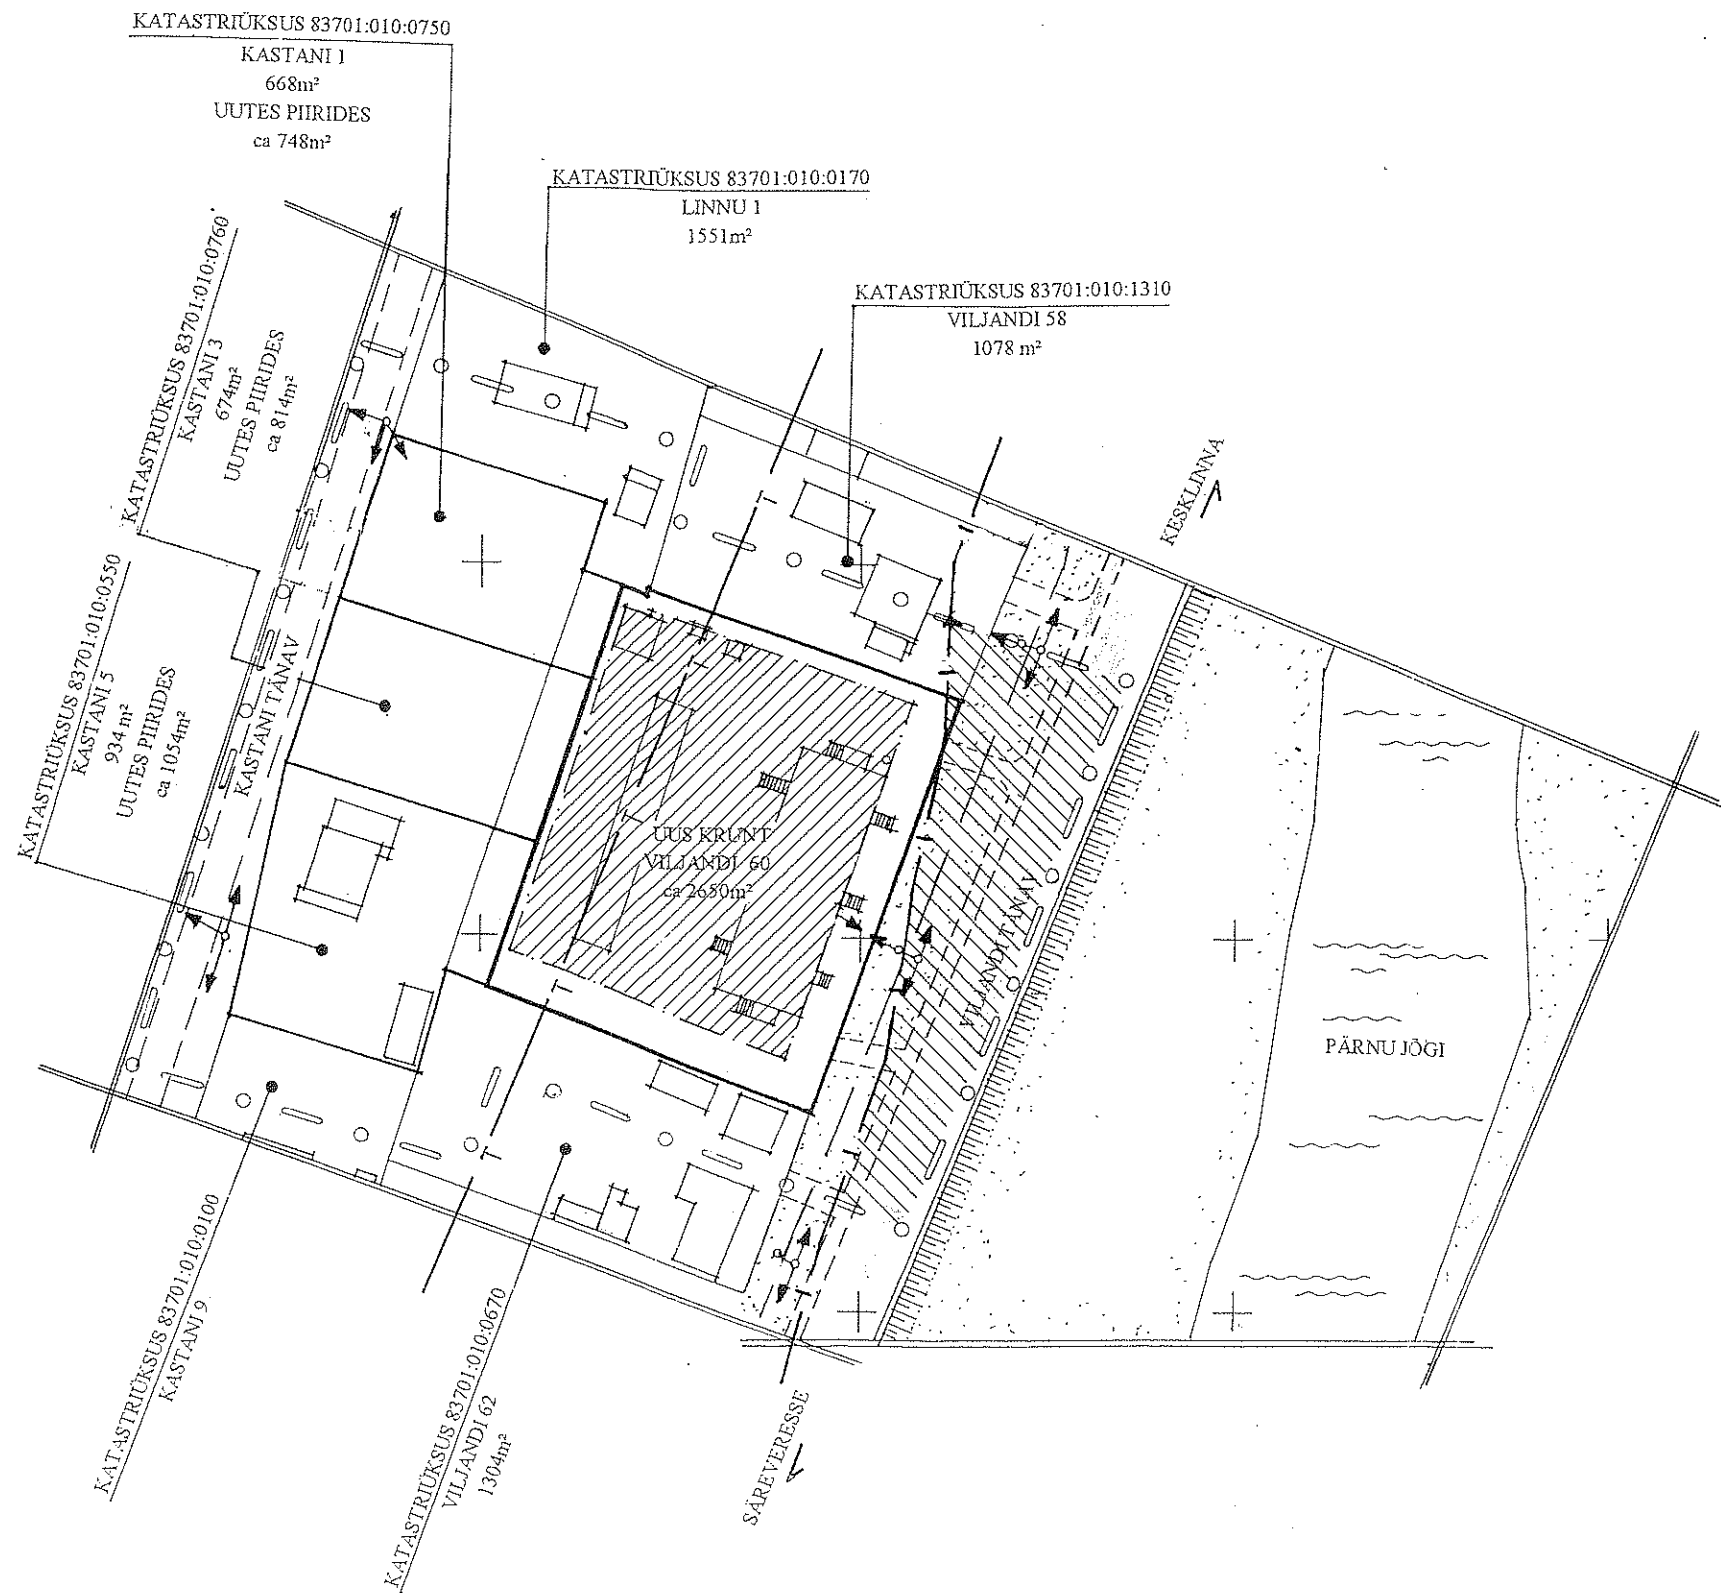 KATASTRIÜKSUS 83701:010:0750
KASTANI 1
668m²
UUTES PIIRIDES
ca 748m²
KATASTRIÜKSUS 83701:010:0170
LINNU 1
1551m²
KATASTRIÜKSUS 83701:010:1310
VILJANDI 58
1078 m²
KATASTRIÜKSUS 83701:010:0760
KASTANI 3
674m²
UUTES PIIRIDES
ca 814m²
KESKLINNA
KATASTRIÜKSUS 83701:010:0550
KASTANI 5
934m²
UUTES PIIRIDES
ca 1054m²
KASTANI TÄNAV
UUS KRUNT
VILJANDI 60
ca 2650m²
VILJANDI TÄNAV
PÄRNU JÕGI
KATASTRIÜKSUS 83701:010:0100
KASTANI 9
KATASTRIÜKSUS 83701:010:0670
VILJANDI 62
1304m²
SÄREVERESSE